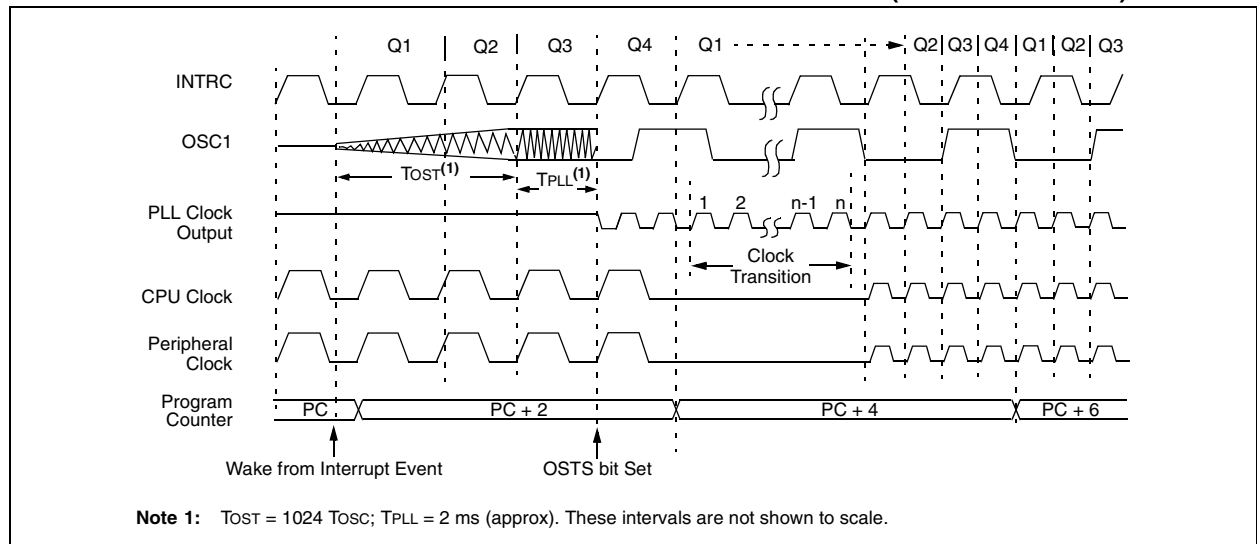 Q1 Q2 Q3 Q4 Q1 Q2 Q3 Q4 Q1 Q2 Q3
INTRC
OSC1
TOST(1)
TPLL(1)
1 2 n-1 n
PLL Clock
Output
Clock
Transition
CPU Clock
Peripheral
Clock
Program
Counter
PC PC + 2 PC + 4 PC + 6
Wake from Interrupt Event OSTS bit Set
Note 1: TOST = 1024 TOSC; TPLL = 2 ms (approx). These intervals are not shown to scale.